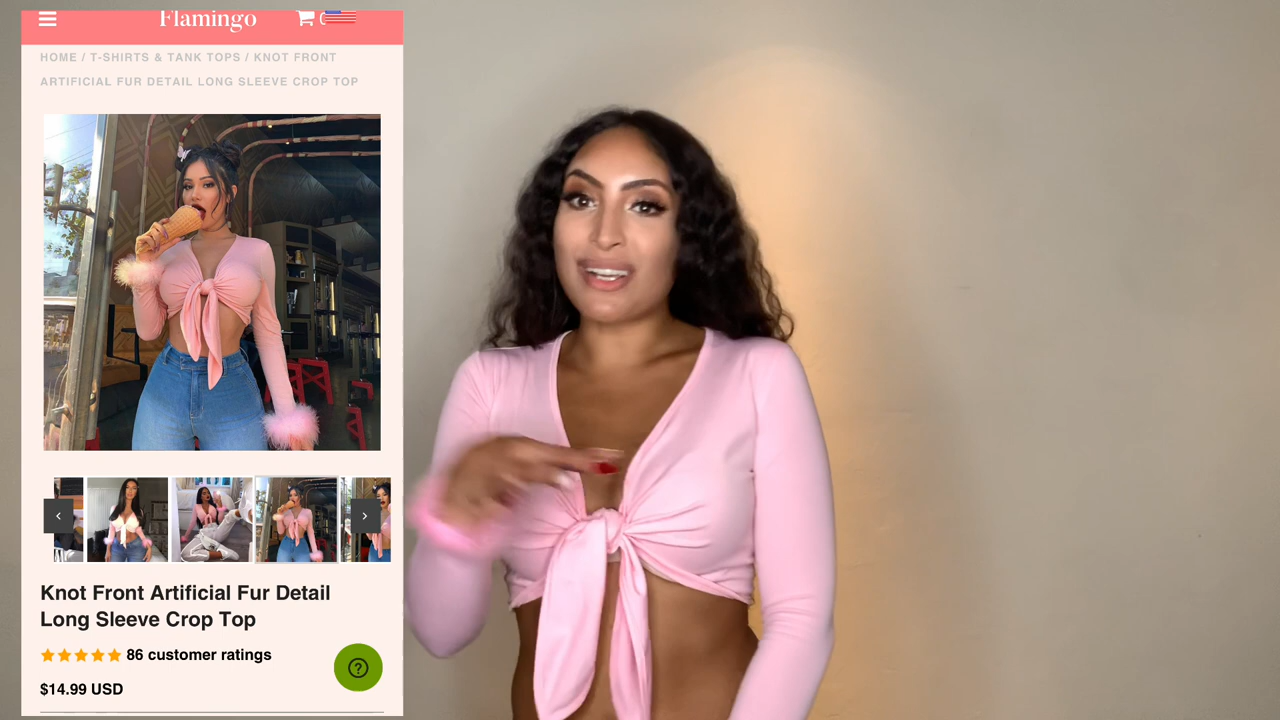 Flamingo
HOME / T-SHIRTS & TANK TOPS / KNOT FRONT
ARTIFICIAL FUR DETAIL LONG SLEEVE CROP TOP
Knot Front Artificial Fur Detail
Long Sleeve Crop Top
86 customer ratings
$14.99 USD